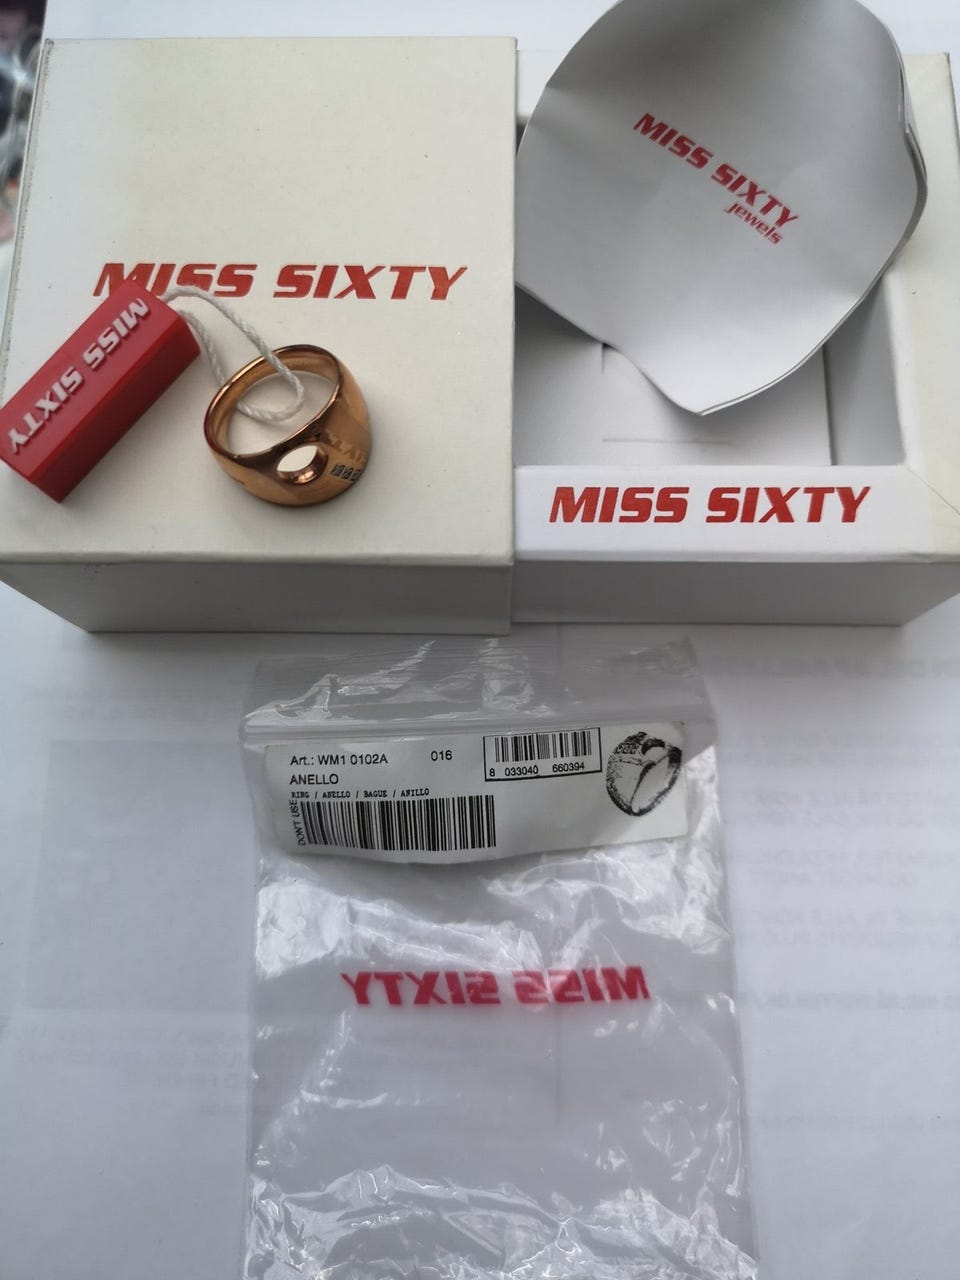 MISS SIXTY
jewels
MISS SIXTY
MISS SIXTY
MISS SIXTY
Art.: WM1 0102A 016
ANELLO
RING / ANELLO / BAGUE / ANILLO
DON'T USE
8 033040 660394
MISS SIXTY